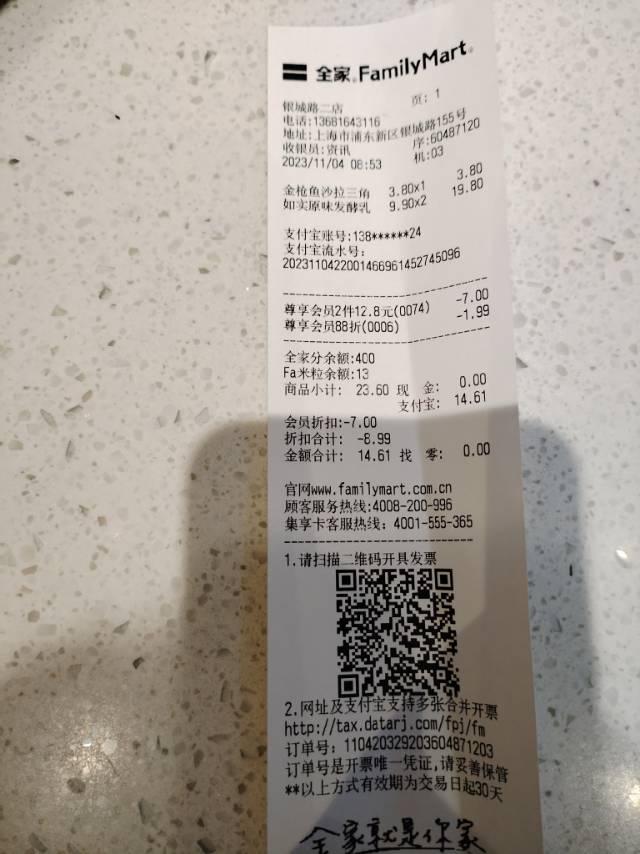 全家 FamilyMart
银城路二店 页: 1
电话:13681643116
地址:上海市浦东新区银城路155号
收银员:资讯 序:60487120
2023/11/04 08:53 机:03
金枪鱼沙拉三角 3.80x1 3.80
如实原味发酵乳 9.90x2 19.80
支付宝账号:138******24
支付宝流水号:
2023110422001466961452745096
尊享会员2件12.8元(0074) -7.00
尊享会员88折(0006) -1.99
全家分余额:400
Fa米粒余额:13
商品小计: 23.60 现 金: 0.00
支付宝: 14.61
会员折扣:-7.00
折扣合计: -8.99
金额合计: 14.61 找 零: 0.00
官网www.familymart.com.cn
顾客服务热线:4008-200-996
集享卡客服热线: 4001-555-365
1.请扫描二维码开具发票
2.网址及支付宝支持多张合并开票
http://tax.datarj.com/fpj/fm
订单号: 110420329203604871203
订单号是开票唯一凭证,请妥善保管
**以上方式有效期为交易日起30天
全家就是你家